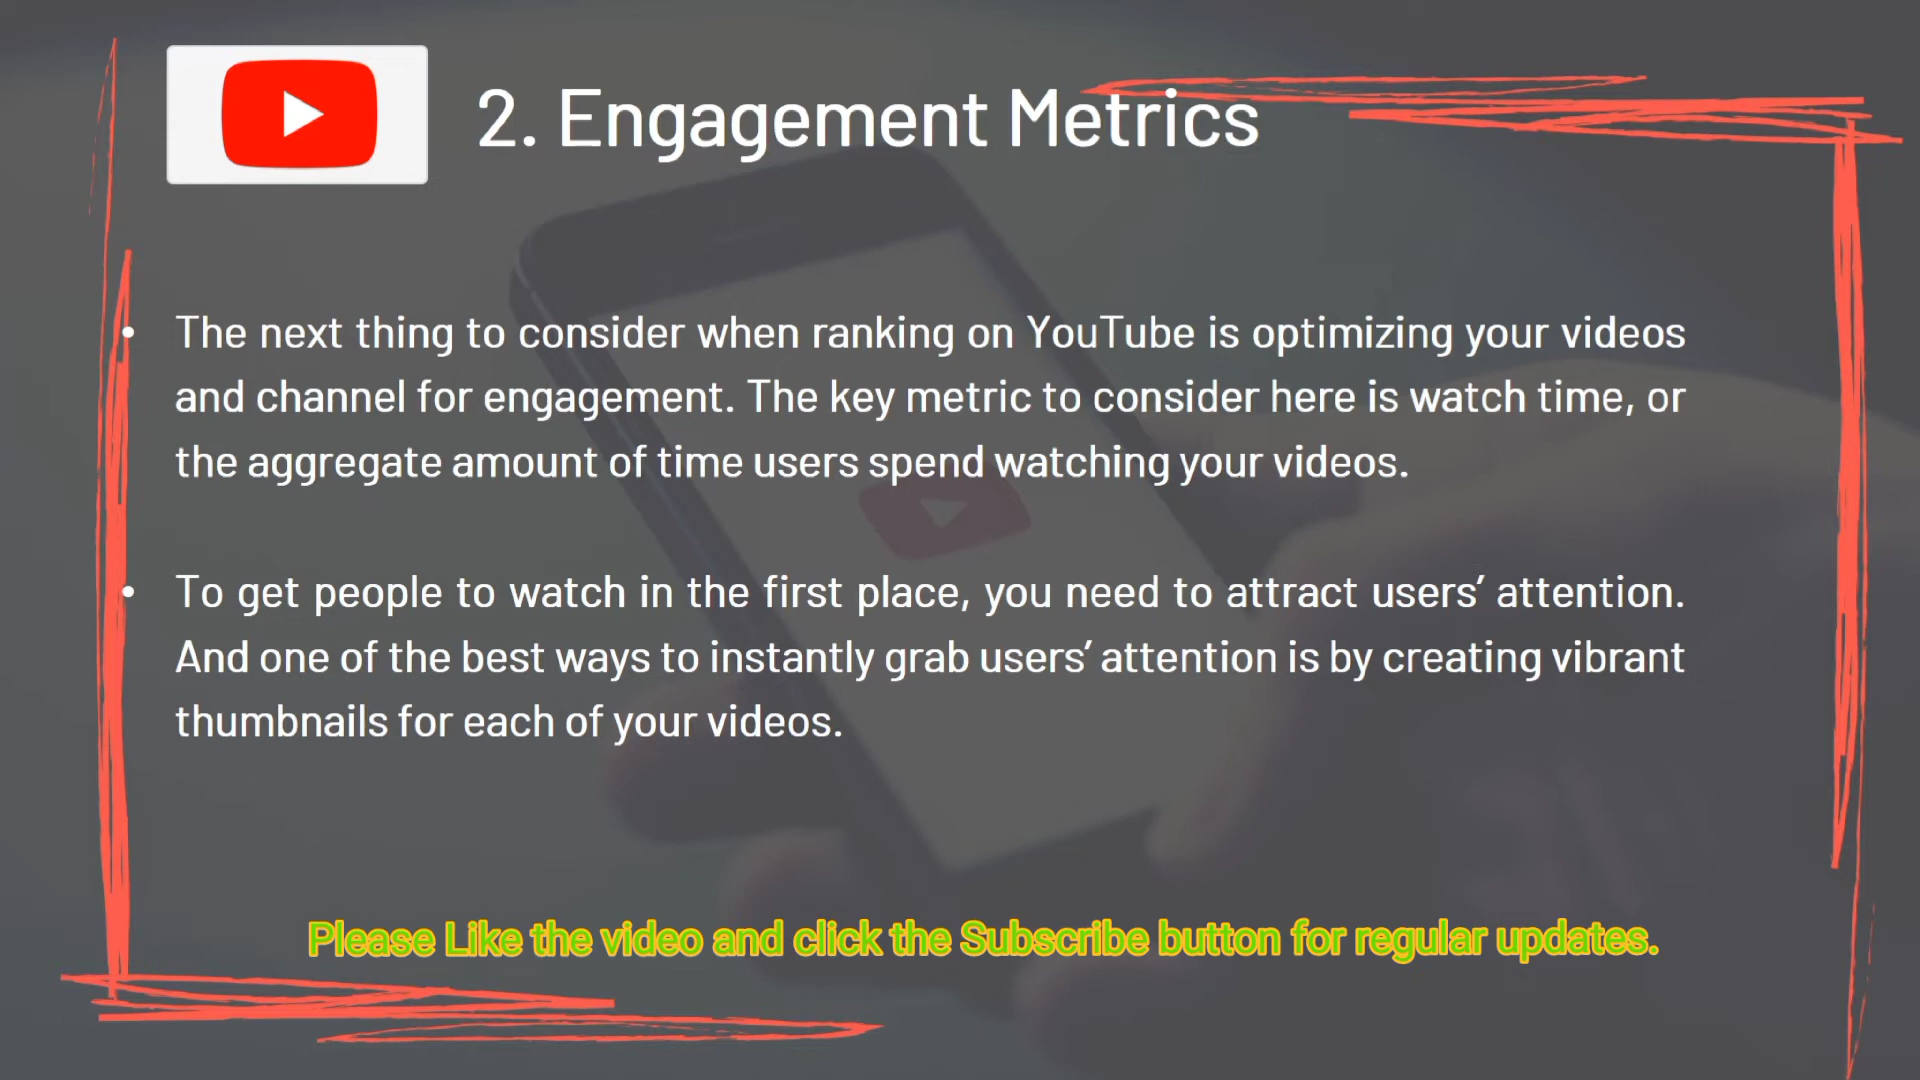 2. Engagement Metrics
• The next thing to consider when ranking on YouTube is optimizing your videos
and channel for engagement. The key metric to consider here is watch time, or
the aggregate amount of time users spend watching your videos.
• To get people to watch in the first place, you need to attract users’ attention.
And one of the best ways to instantly grab users’ attention is by creating vibrant
thumbnails for each of your videos.
Please Like the video and click the Subscribe button for regular updates.